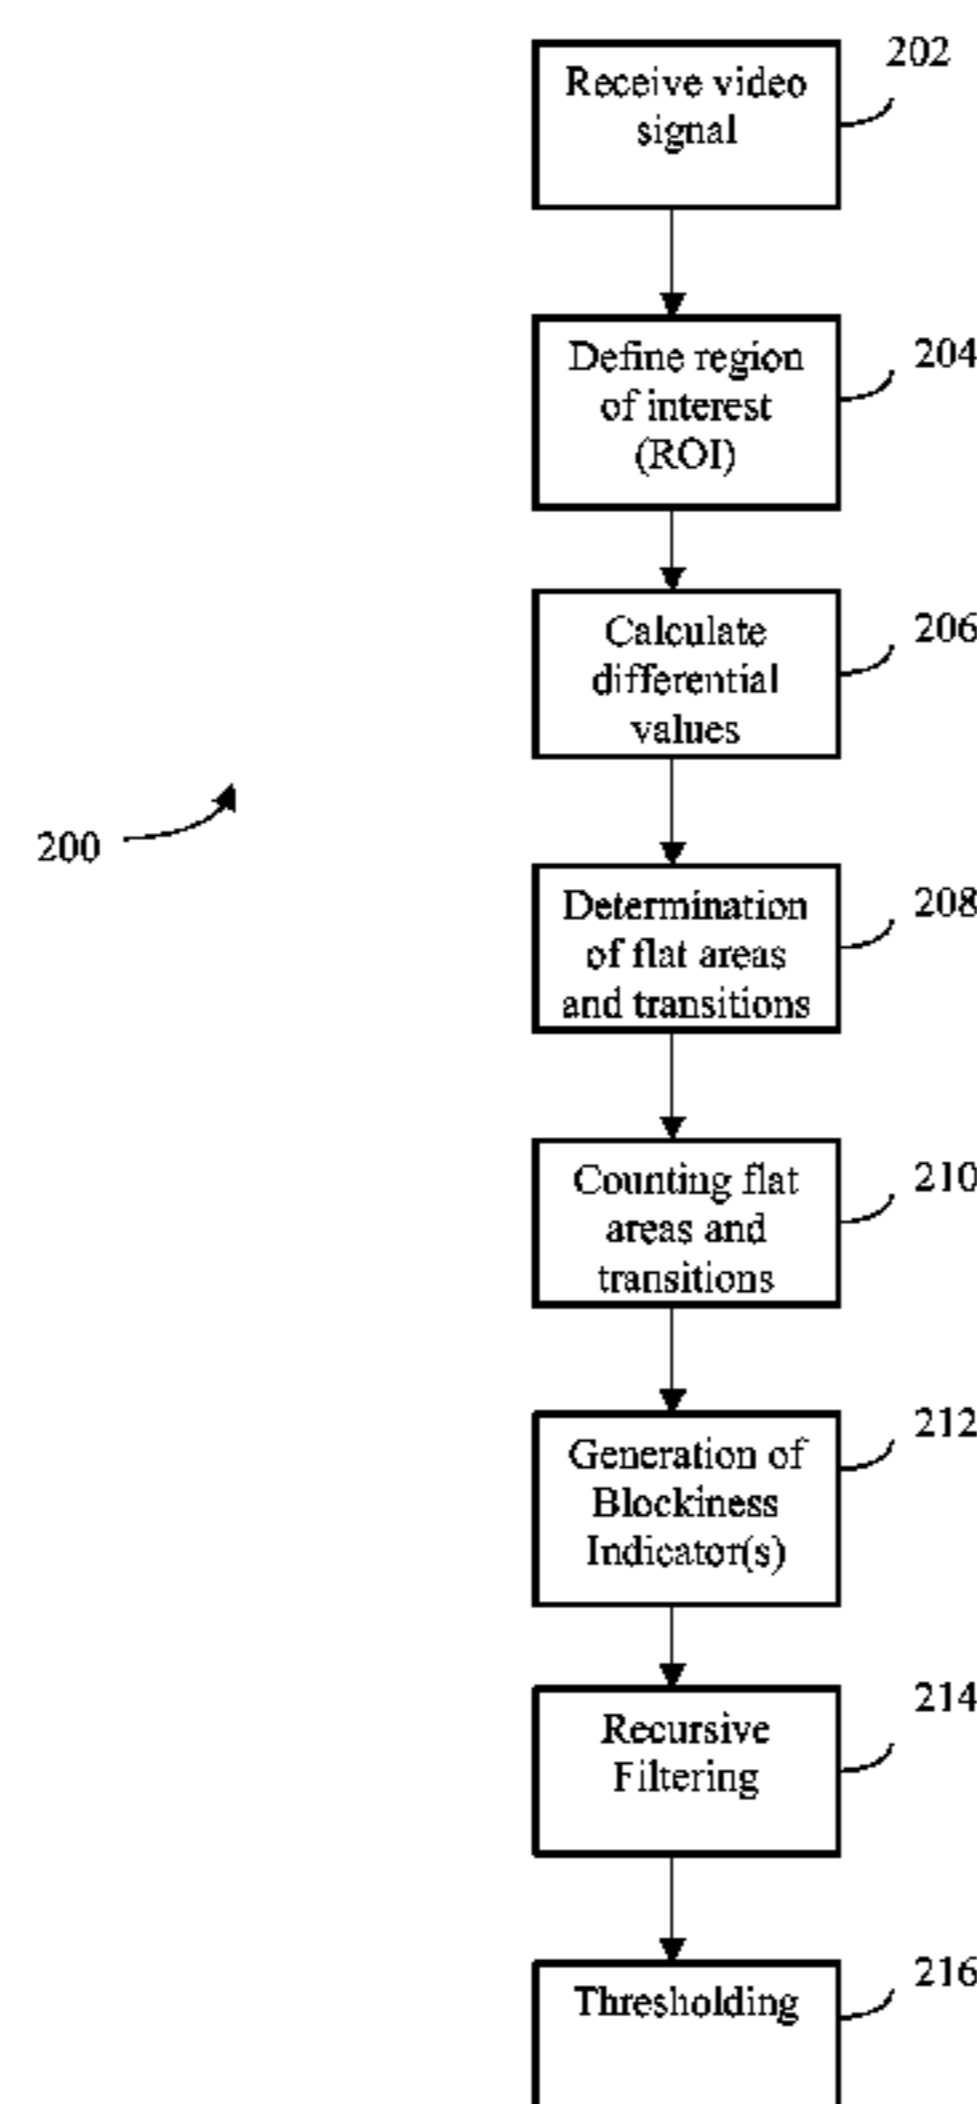 202
Receive video
signal
204
Define region
of interest
(ROI)
206
Calculate
differential
values
200
208
Determination
of flat areas
and transitions
210
Counting flat
areas and
transitions
212
Generation of
Blockiness
Indicator(s)
214
Recursive
Filtering
216
Thresholding